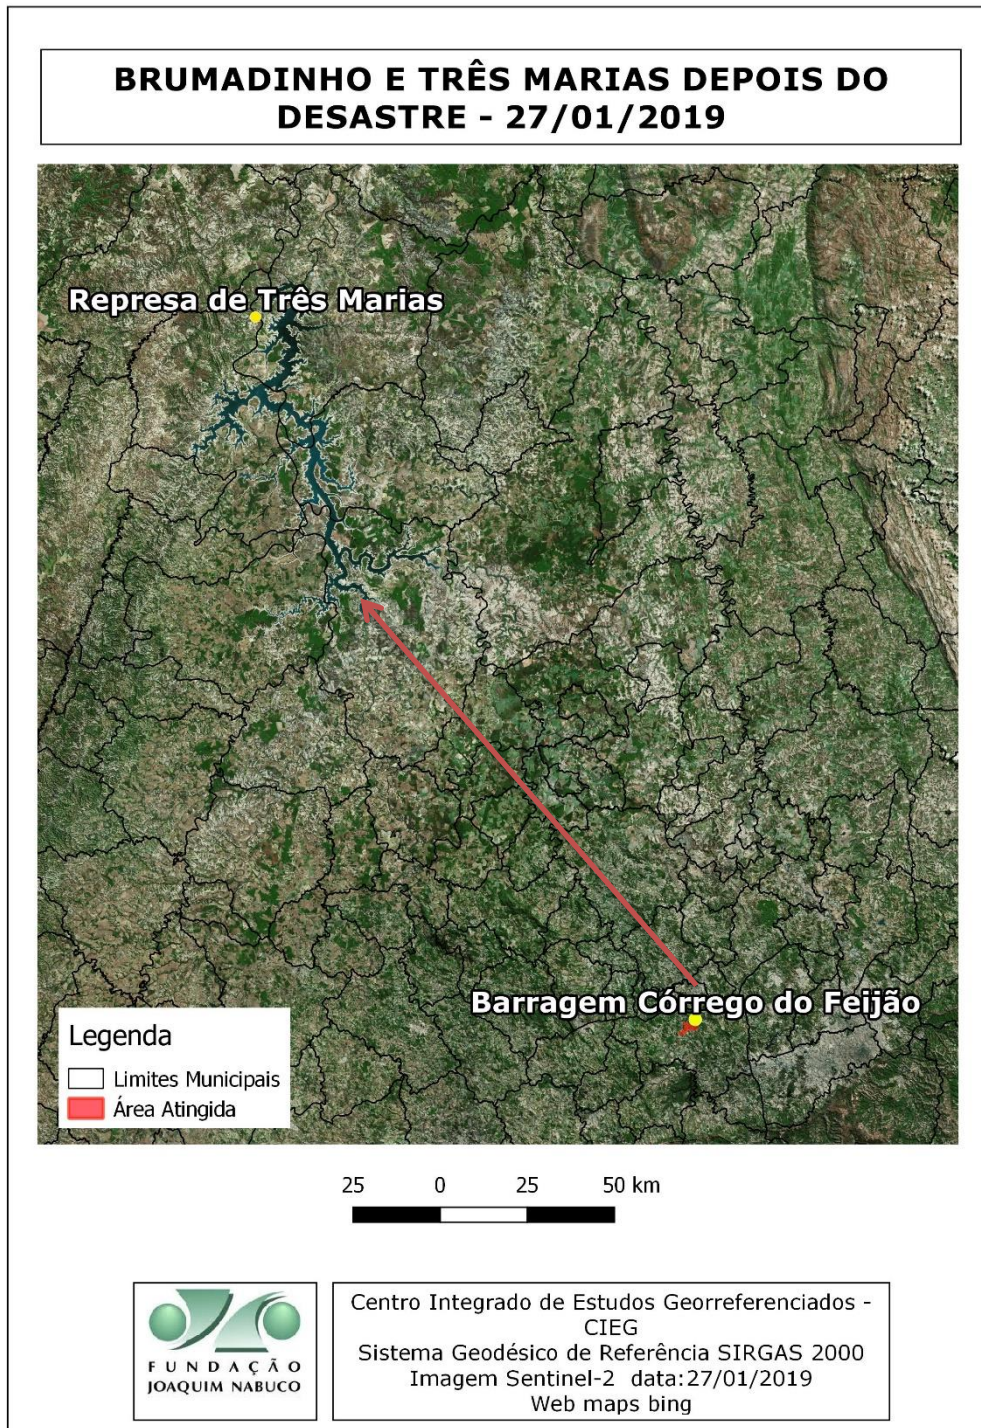 BRUMADINHO E TRÊS MARIAS DEPOIS DO
DESASTRE - 27/01/2019
Represa de Três Marias
Barragem Córrego do Feijão
Legenda
Limites Municipais
Área Atingida
25 0 25 50 km
FUNDAÇÃO
JOAQUIM NABUCO
Centro Integrado de Estudos Georreferenciados -
CIEG
Sistema Geodésico de Referência SIRGAS 2000
Imagem Sentinel-2 data:27/01/2019
Web maps bing